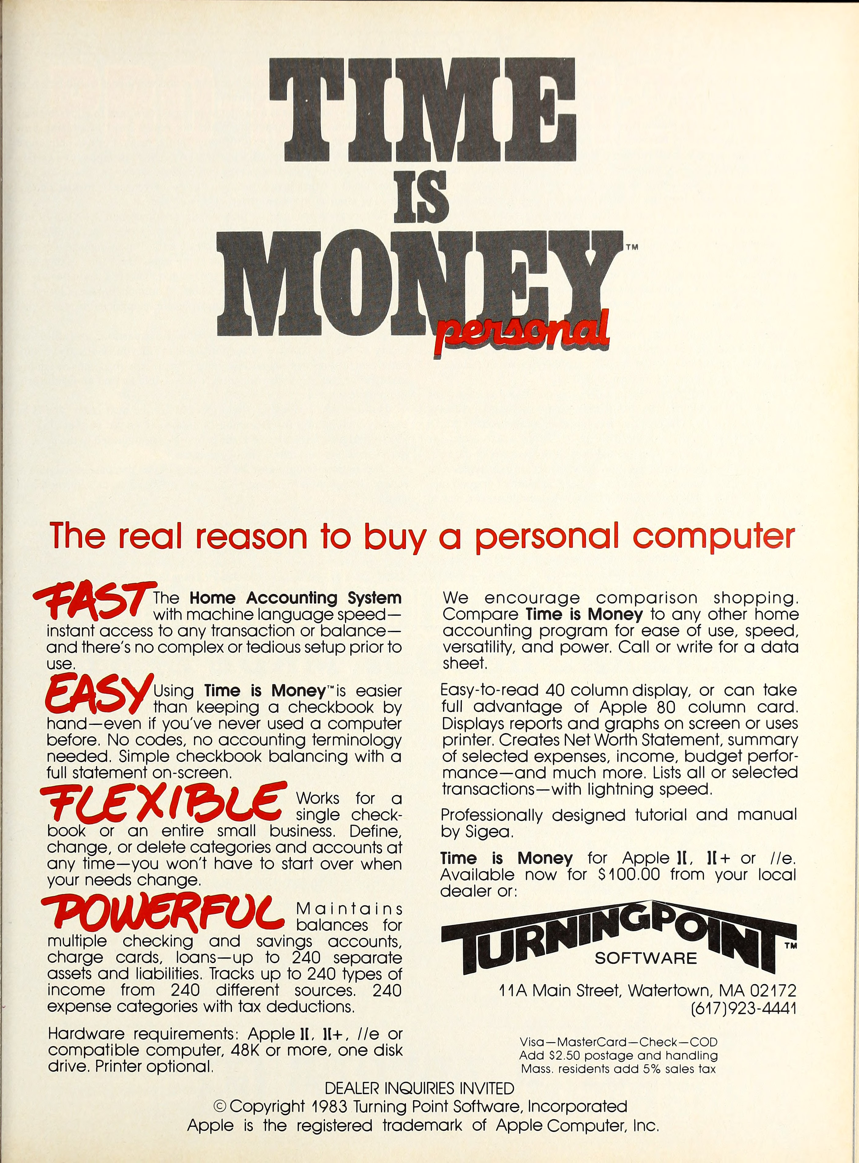 TIME
IS
MONEY™
personal
The real reason to buy a personal computer
FAST The Home Accounting System
with machine language speed—
instant access to any transaction or balance—
and there's no complex or tedious setup prior to
use.
EASY Using Time is Money™ is easier
than keeping a checkbook by
hand—even if you've never used a computer
before. No codes, no accounting terminology
needed. Simple checkbook balancing with a
full statement on-screen.
FLEXIBLE Works for a
single check-
book or an entire small business. Define,
change, or delete categories and accounts at
any time—you won't have to start over when
your needs change.
POWERFUL Maintains
balances for
multiple checking and savings accounts,
charge cards, loans—up to 240 separate
assets and liabilities. Tracks up to 240 types of
income from 240 different sources. 240
expense categories with tax deductions.
Hardware requirements: Apple ][, ][+, //e or
compatible computer, 48K or more, one disk
drive. Printer optional.
We encourage comparison shopping.
Compare Time is Money to any other home
accounting program for ease of use, speed,
versatility, and power. Call or write for a data
sheet.
Easy-to-read 40 column display, or can take
full advantage of Apple 80 column card.
Displays reports and graphs on screen or uses
printer. Creates Net Worth Statement, summary
of selected expenses, income, budget perfor-
mance—and much more. Lists all or selected
transactions—with lightning speed.
Professionally designed tutorial and manual
by Sigea.
Time is Money for Apple ][, ][+ or //e.
Available now for $100.00 from your local
dealer or:
TURNINGPOINT™
SOFTWARE
11A Main Street, Watertown, MA 02172
(617)923-4441
Visa—MasterCard—Check—COD
Add $2.50 postage and handling
Mass. residents add 5% sales tax
DEALER INQUIRIES INVITED
© Copyright 1983 Turning Point Software, Incorporated
Apple is the registered trademark of Apple Computer, Inc.